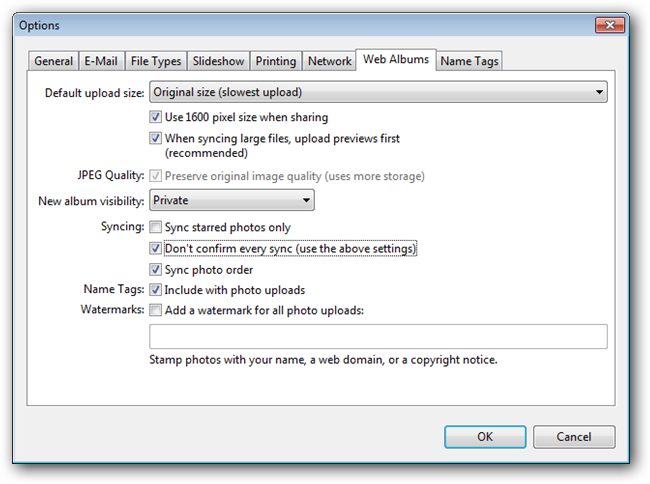 Options
General E-Mail File Types Slideshow Printing Network Web Albums Name Tags
Default upload size: Original size (slowest upload)
Use 1600 pixel size when sharing
When syncing large files, upload previews first
(recommended)
JPEG Quality: Preserve original image quality (uses more storage)
New album visibility: Private
Syncing: Sync starred photos only
Don't confirm every sync (use the above settings)
Sync photo order
Name Tags: Include with photo uploads
Watermarks: Add a watermark for all photo uploads:
Stamp photos with your name, a web domain, or a copyright notice.
OK Cancel